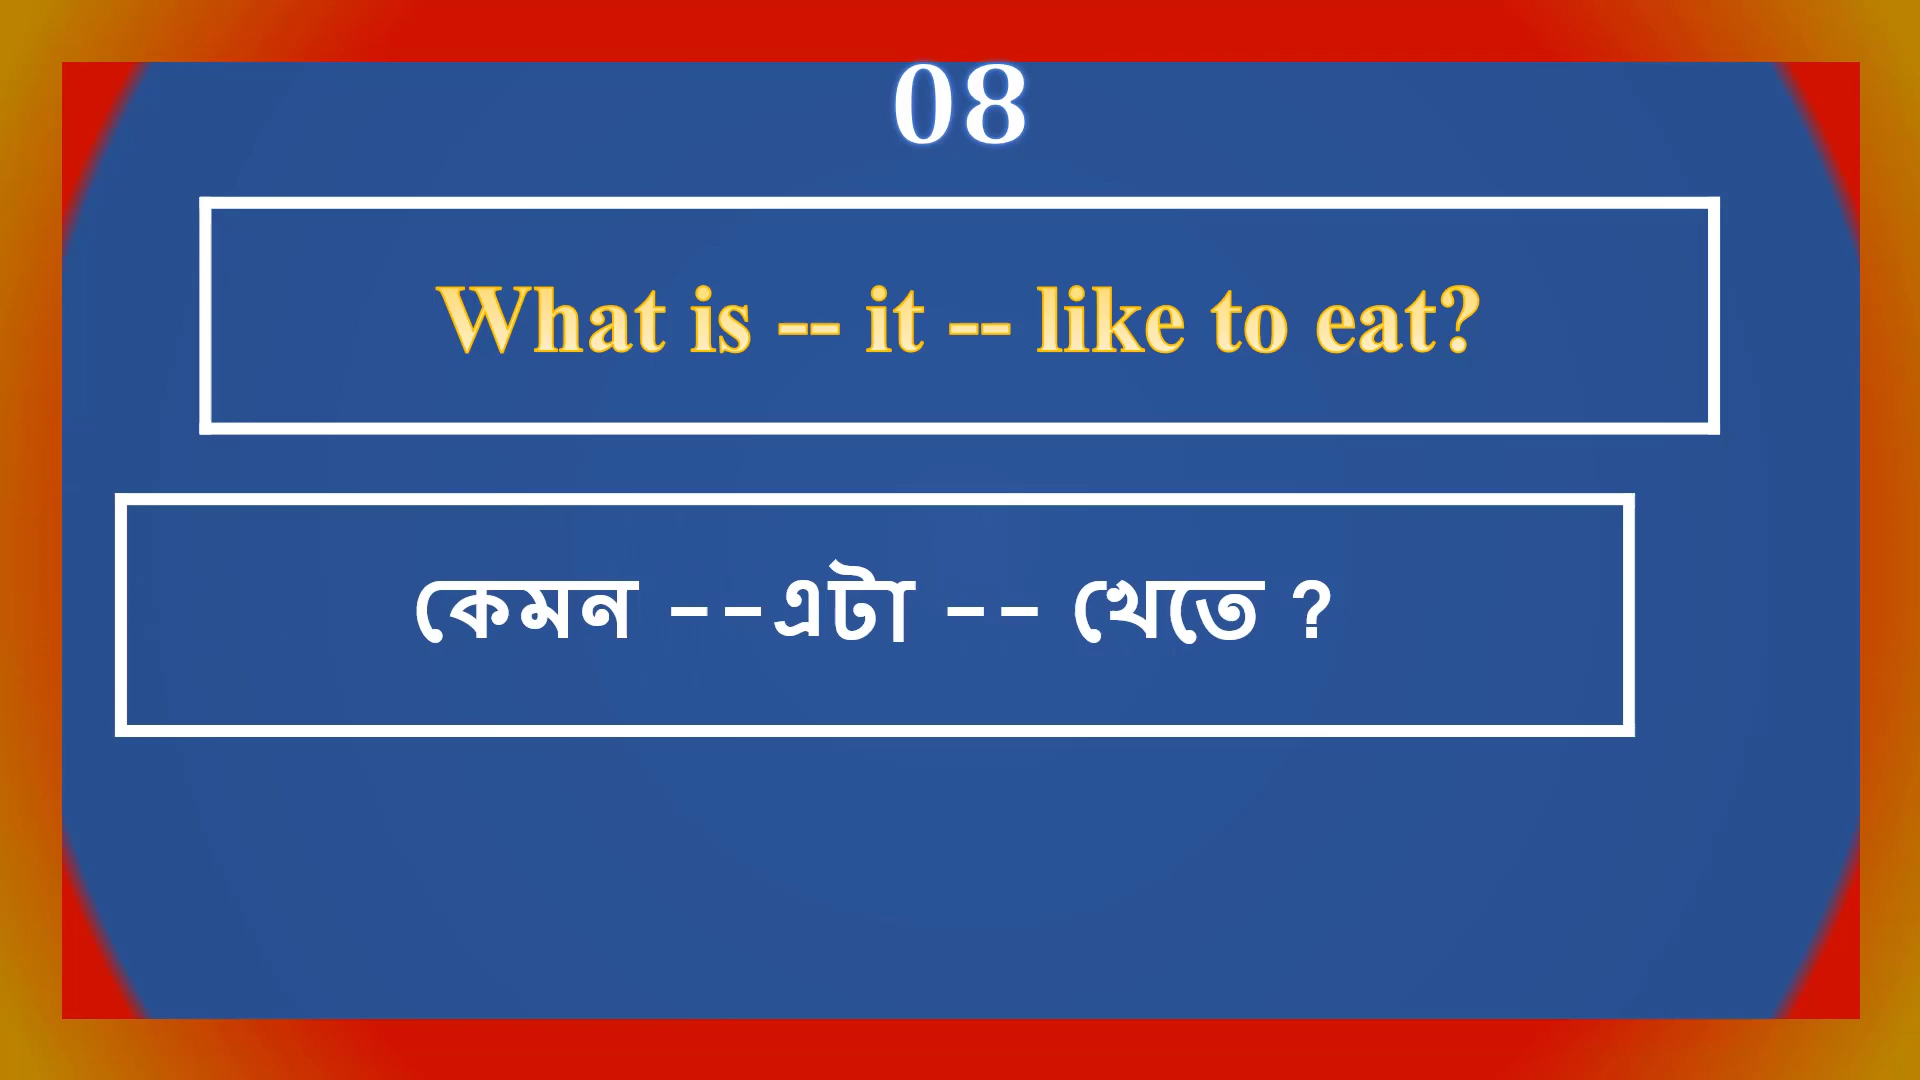 08
What is -- it -- like to eat?
কেমন --এটা -- খেতে ?